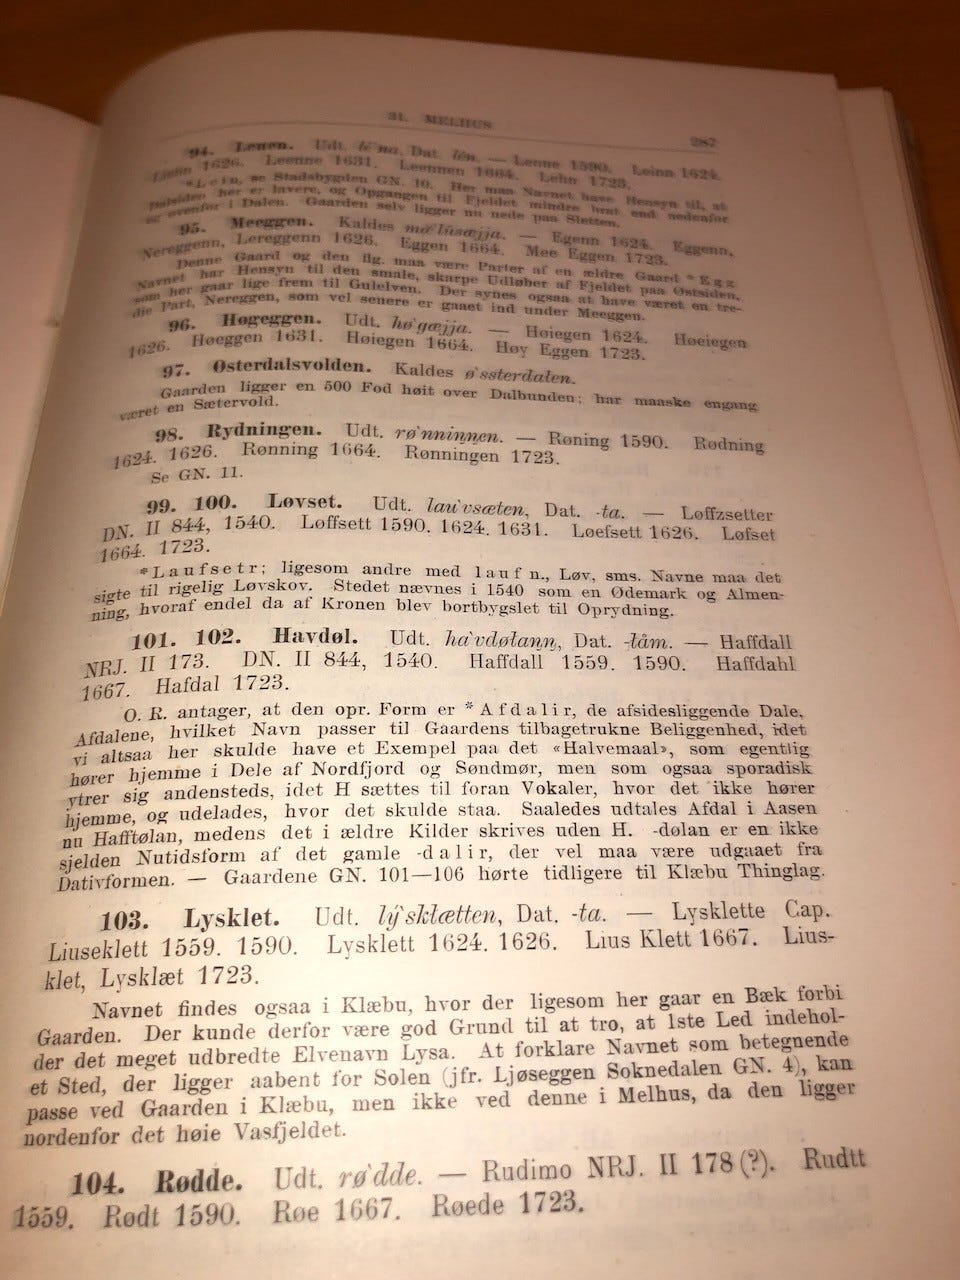 31. MELHUS
287
94. Leuen. Udt. le`na, Dat. lén. — Lenne 1590. Leinn 1624.
Liehn 1626. Leenne 1631. Leennen 1664. Lehn 1723.
*Lein, se Stadsbygden GN. 10. Her maa Navnet have Hensyn til, at
Dalsiden her er lavere, og Opgangen til Fjeldet mindre brat end nedenfor
og ovenfor i Dalen. Gaarden selv ligger nu nede paa Sletten.
95. Meeggen. Kaldes me`lusæjja. — Egenn 1624. Eggenn,
Nereggenn, Lereggenn 1626. Eggen 1664. Mee Eggen 1723.
Denne Gaard og den flg. maa være Parter af en ældre Gaard *Egg
Navnet har Hensyn til den smale, skarpe Udløber af Fjeldet paa Østsiden,
som her gaar lige frem til Gulelven. Der synes ogsaa at have været en tre-
die Part, Nereggen, som vel senere er gaaet ind under Meeggen.
96. Høgeggen. Udt. hø`gæjja. — Høiegen 1624. Høeiegen
1626. Høeggen 1631. Høiegen 1664. Høy Eggen 1723.
97. Østerdalsvolden. Kaldes ø`ssterdalen.
Gaarden ligger en 500 Fod høit over Dalbunden; har maaske engang
været en Sætervold.
98. Rydningen. Udt. rø`nninnen. — Røning 1590. Rødning
1624. 1626. Rønning 1664. Rønningen 1723.
Se GN. 11.
99. 100. Løvset. Udt. lau`vsæten, Dat. -ta. — Løffzsetter
DN. II 844, 1540. Løffsett 1590. 1624. 1631. Løefsett 1626. Løfset
1664. 1723.
*Laufsetr; ligesom andre med lauf n., Løv, sms. Navne maa det
sigte til rigelig Løvskov. Stedet nævnes i 1540 som en Ødemark og Almen-
ning, hvoraf endel da af Kronen blev bortbygslet til Oprydning.
101. 102. Havdøl. Udt. ha`vdøłann, Dat. -łåm. — Haffdall
NRJ. II 173. DN. II 844, 1540. Haffdall 1559. 1590. Haffdahl
1667. Hafdal 1723.
O. R. antager, at den opr. Form er *Afdalir, de afsidesliggende Dale,
Afdalene, hvilket Navn passer til Gaardens tilbagetrukne Beliggenhed, idet
vi altsaa her skulde have et Exempel paa det «Halvemaal», som egentlig
hører hjemme i Dele af Nordfjord og Søndmør, men som ogsaa sporadisk
ytrer sig andensteds, idet H sættes til foran Vokaler, hvor det ikke hører
hjemme, og udelades, hvor det skulde staa. Saaledes udtales Afdal i Aasen
nu Hafftølan, medens det i ældre Kilder skrives uden H. -dølan er en ikke
sjelden Nutidsform af det gamle -dalir, der vel maa være udgaaet fra
Dativformen. — Gaardene GN. 101—106 hørte tidligere til Klæbu Thinglag.
103. Lysklet. Udt. lỳ`skłætten, Dat. -ta. — Lysklette Cap.
Liuseklett 1559. 1590. Lysklett 1624. 1626. Lius Klett 1667. Lius-
klet, Lysklæt 1723.
Navnet findes ogsaa i Klæbu, hvor der ligesom her gaar en Bæk forbi
Gaarden. Der kunde derfor være god Grund til at tro, at 1ste Led indehol-
der det meget udbredte Elvenavn Lysa. At forklare Navnet som betegnende
et Sted, der ligger aabent for Solen (jfr. Ljøseggen Soknedalen GN. 4), kan
passe ved Gaarden i Klæbu, men ikke ved denne i Melhus, da den ligger
nordenfor det høie Vasfjeldet.
104. Rødde. Udt. rø`dde. — Rudimo NRJ. II 178 (?). Rudtt
1559. Rødt 1590. Røe 1667. Røede 1723.